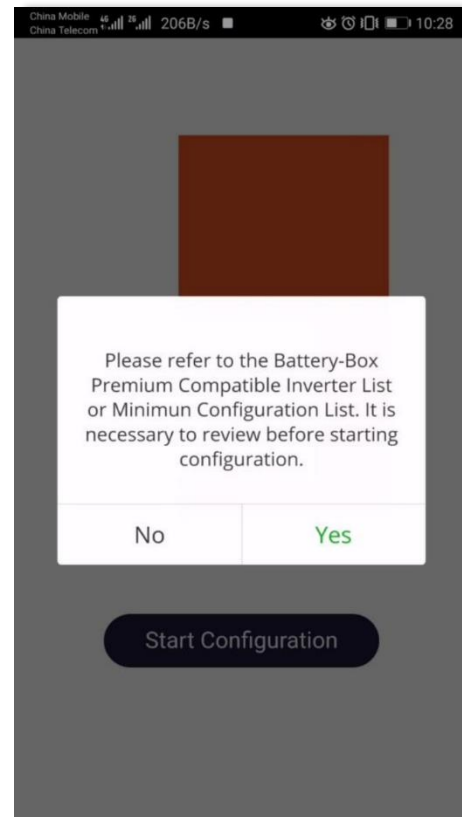 China Mobile 206B/s 10:28
China Telecom
Please refer to the Battery-Box
Premium Compatible Inverter List
or Minimun Configuration List. It is
necessary to review before starting
configuration.
No Yes
Start Configuration